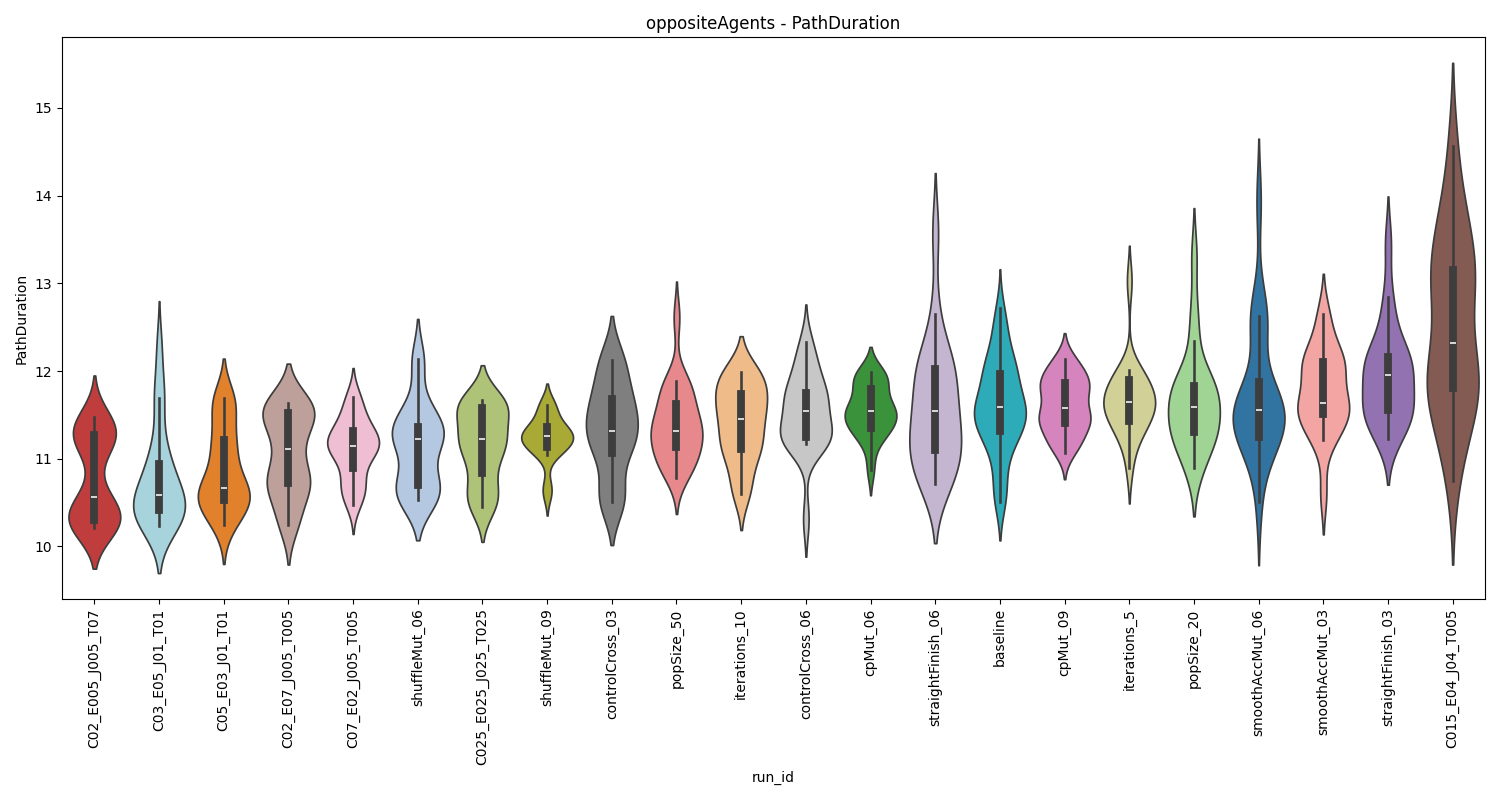 oppositeAgents - PathDuration
PathDuration
15
14
13
12
11
10
C02_E005_J005_T07
C03_E05_J01_T01
C05_E03_J01_T01
C02_E07_J005_T005
C07_E02_J005_T005
shuffleMut_06
C025_E025_J025_T025
shuffleMut_09
controlCross_03
popSize_50
iterations_10
controlCross_06
cpMut_06
straightFinish_06
baseline
cpMut_09
iterations_5
popSize_20
smoothAccMut_06
smoothAccMut_03
straightFinish_03
C015_E04_J04_T005
run_id